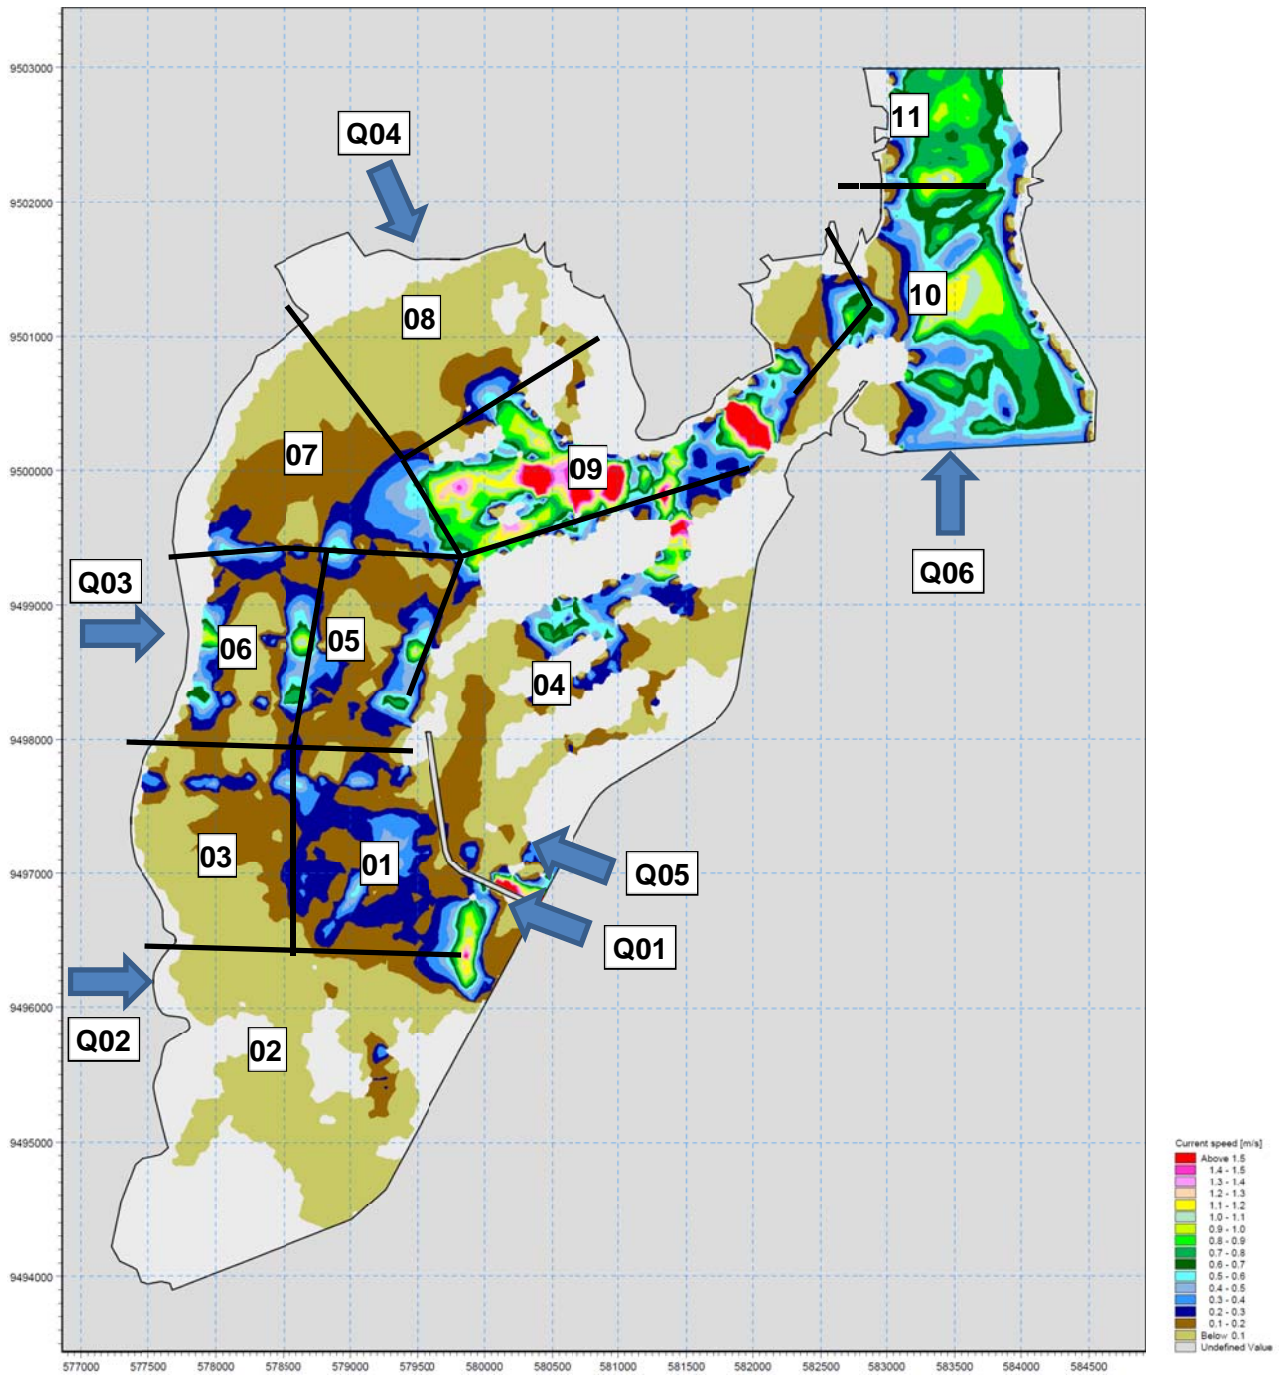 9503000
11
Q04
9502000
10
08
9501000
07
9500000
09
Q03
Q06
9499000
06
05
04
9498000
03
01
9497000
Q05
Q01
9496000
Q02
02
9495000
9494000
577000 577500 578000 578500 579000 579500 580000 580500 581000 581500 582000 582500 583000 583500 584000 584500
Current speed [m/s]
Above 1.5
1.4 - 1.5
1.3 - 1.4
1.2 - 1.3
1.1 - 1.2
1.0 - 1.1
0.9 - 1.0
0.8 - 0.9
0.7 - 0.8
0.6 - 0.7
0.5 - 0.6
0.4 - 0.5
0.3 - 0.4
0.2 - 0.3
0.1 - 0.2
Below 0.1
Undefined Value